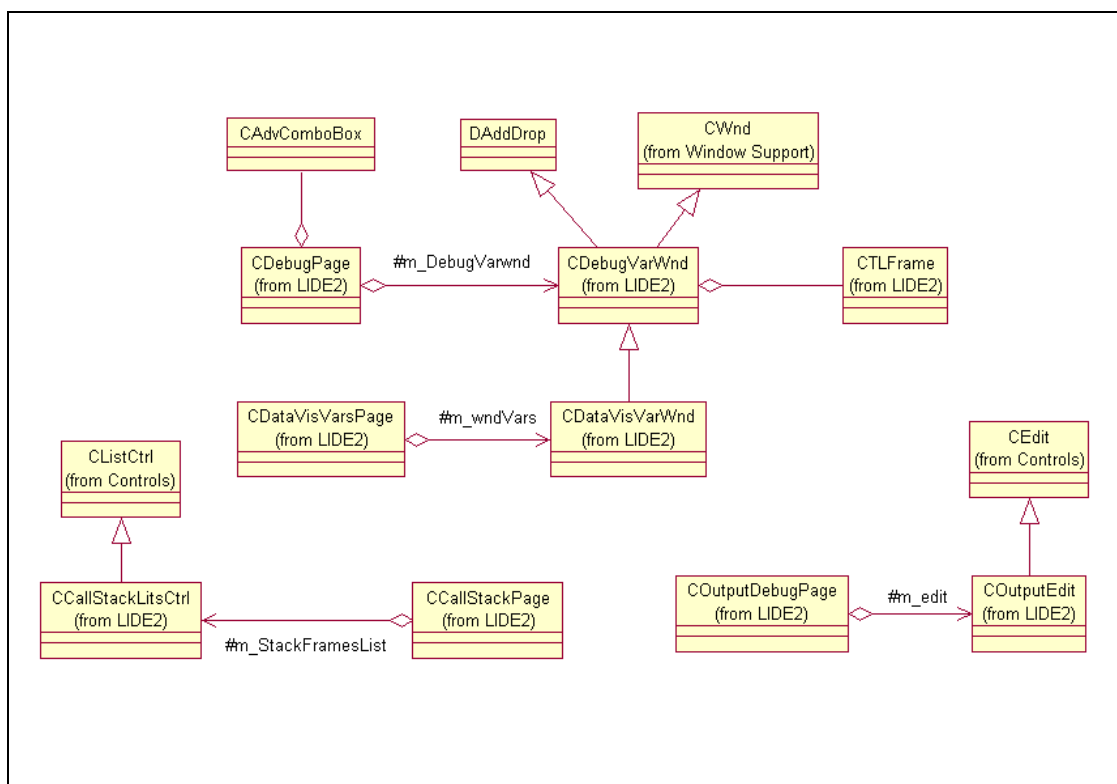 CAdvComboBox
DAddDrop
CWnd
(from Window Support)
CDebugPage
(from LIDE2)
#m_DebugVarwnd
CDebugVarWnd
(from LIDE2)
CTLFrame
(from LIDE2)
CDataVisVarsPage
(from LIDE2)
#m_wndVars
CDataVisVarWnd
(from LIDE2)
CListCtrl
(from Controls)
CEdit
(from Controls)
CCallStackLitsCtrl
(from LIDE2)
#m_StackFramesList
CCallStackPage
(from LIDE2)
COutputDebugPage
(from LIDE2)
#m_edit
COutputEdit
(from LIDE2)